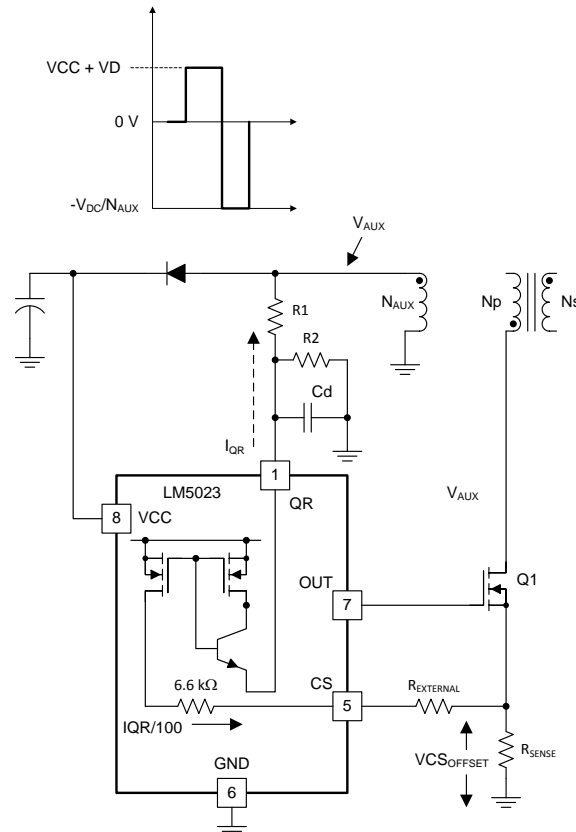 VCC + VD
0 V
-VDC/NAUX
VAUX
R1
NAUX
Np
Ns
R2
Cd
IQR
1
LM5023
QR
8
VCC
VAUX
OUT
7
Q1
6.6 kΩ
CS
5
REXTERNAL
IQR/100
VCSOFFSET
RSENSE
GND
6